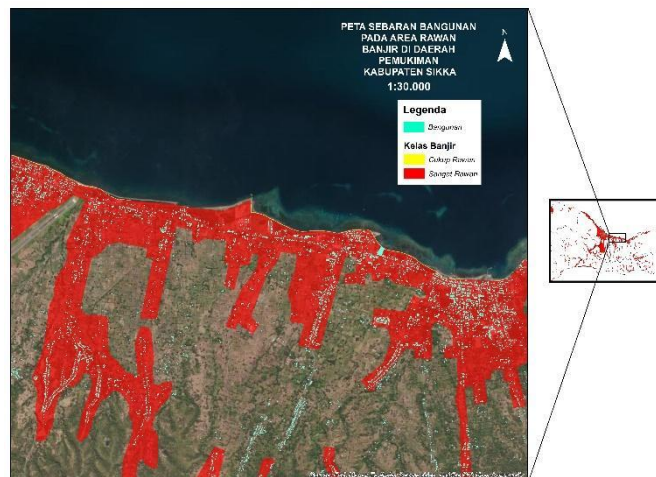 PETA SEBARAN BANGUNAN
PADA AREA RAWAN
BANJIR DI DAERAH
PEMUKIMAN
KABUPATEN SIKKA
1:30.000
N
Legenda
Bangunan
Kelas Banjir
Cukup Rawan
Sangat Rawan